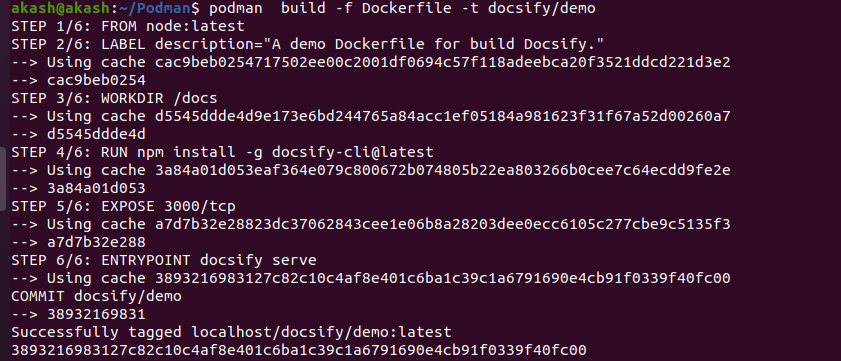 akash@akash:~/Podman$ podman  build -f Dockerfile -t docsify/demo
STEP 1/6: FROM node:latest
STEP 2/6: LABEL description="A demo Dockerfile for build Docsify."
--> Using cache cac9beb0254717502ee00c2001df0694c57f118adeebca20f3521ddcd221d3e2
--> cac9beb0254
STEP 3/6: WORKDIR /docs
--> Using cache d5545ddde4d9e173e6bd244765a84acc1ef05184a981623f31f67a52d00260a7
--> d5545ddde4d
STEP 4/6: RUN npm install -g docsify-cli@latest
--> Using cache 3a84a01d053eaf364e079c800672b074805b22ea803266b0cee7c64ecdd9fe2e
--> 3a84a01d053
STEP 5/6: EXPOSE 3000/tcp
--> Using cache a7d7b32e28823dc37062843cee1e06b8a28203dee0ecc6105c277cbe9c5135f3
--> a7d7b32e288
STEP 6/6: ENTRYPOINT docsify serve
--> Using cache 3893216983127c82c10c4af8e401c6ba1c39c1a6791690e4cb91f0339f40fc00
COMMIT docsify/demo
--> 38932169831
Successfully tagged localhost/docsify/demo:latest
3893216983127c82c10c4af8e401c6ba1c39c1a6791690e4cb91f0339f40fc00